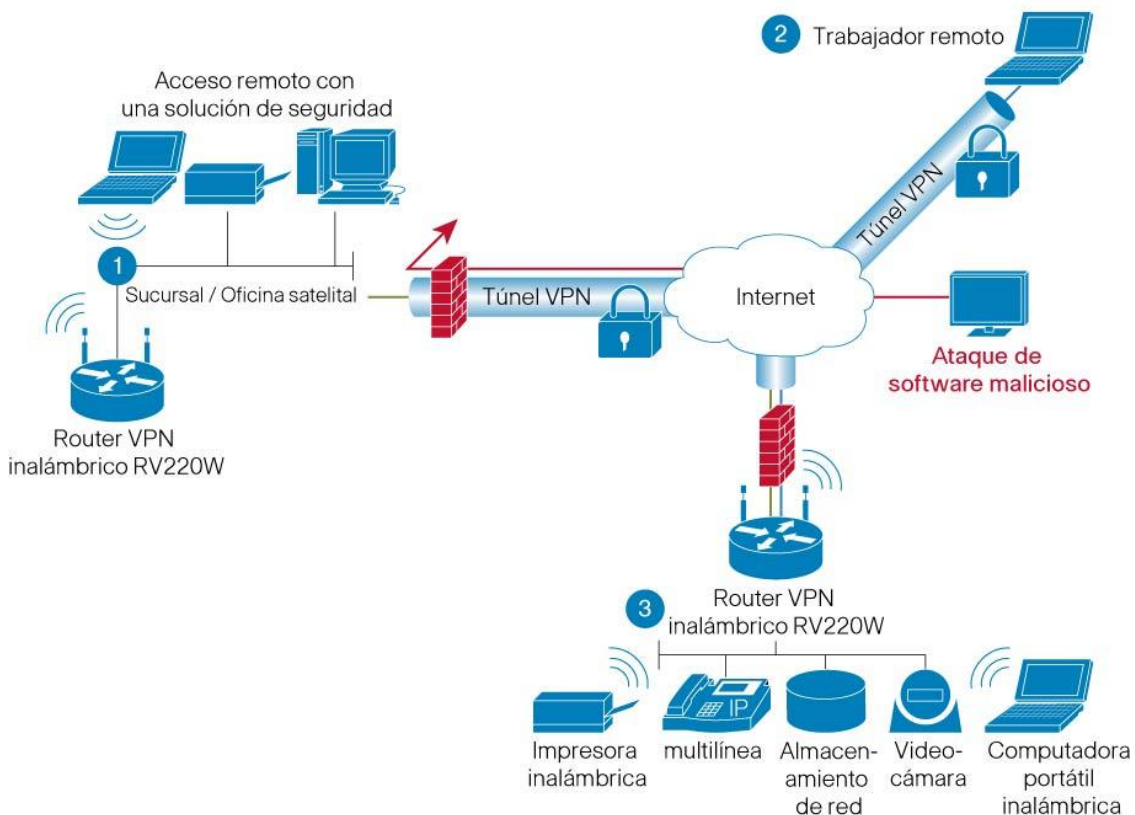 2 Trabajador remoto
Acceso remoto con
una solución de seguridad
Túnel VPN
1
Sucursal / Oficina satelital
Túnel VPN
Internet
Ataque de
software malicioso
Router VPN
inalámbrico RV220W
3
Router VPN
inalámbrico RV220W
IP
Impresora
inalámbrica
multilínea
Almacen-
amiento
de red
Video-
cámara
Computadora
portátil
inalámbrica